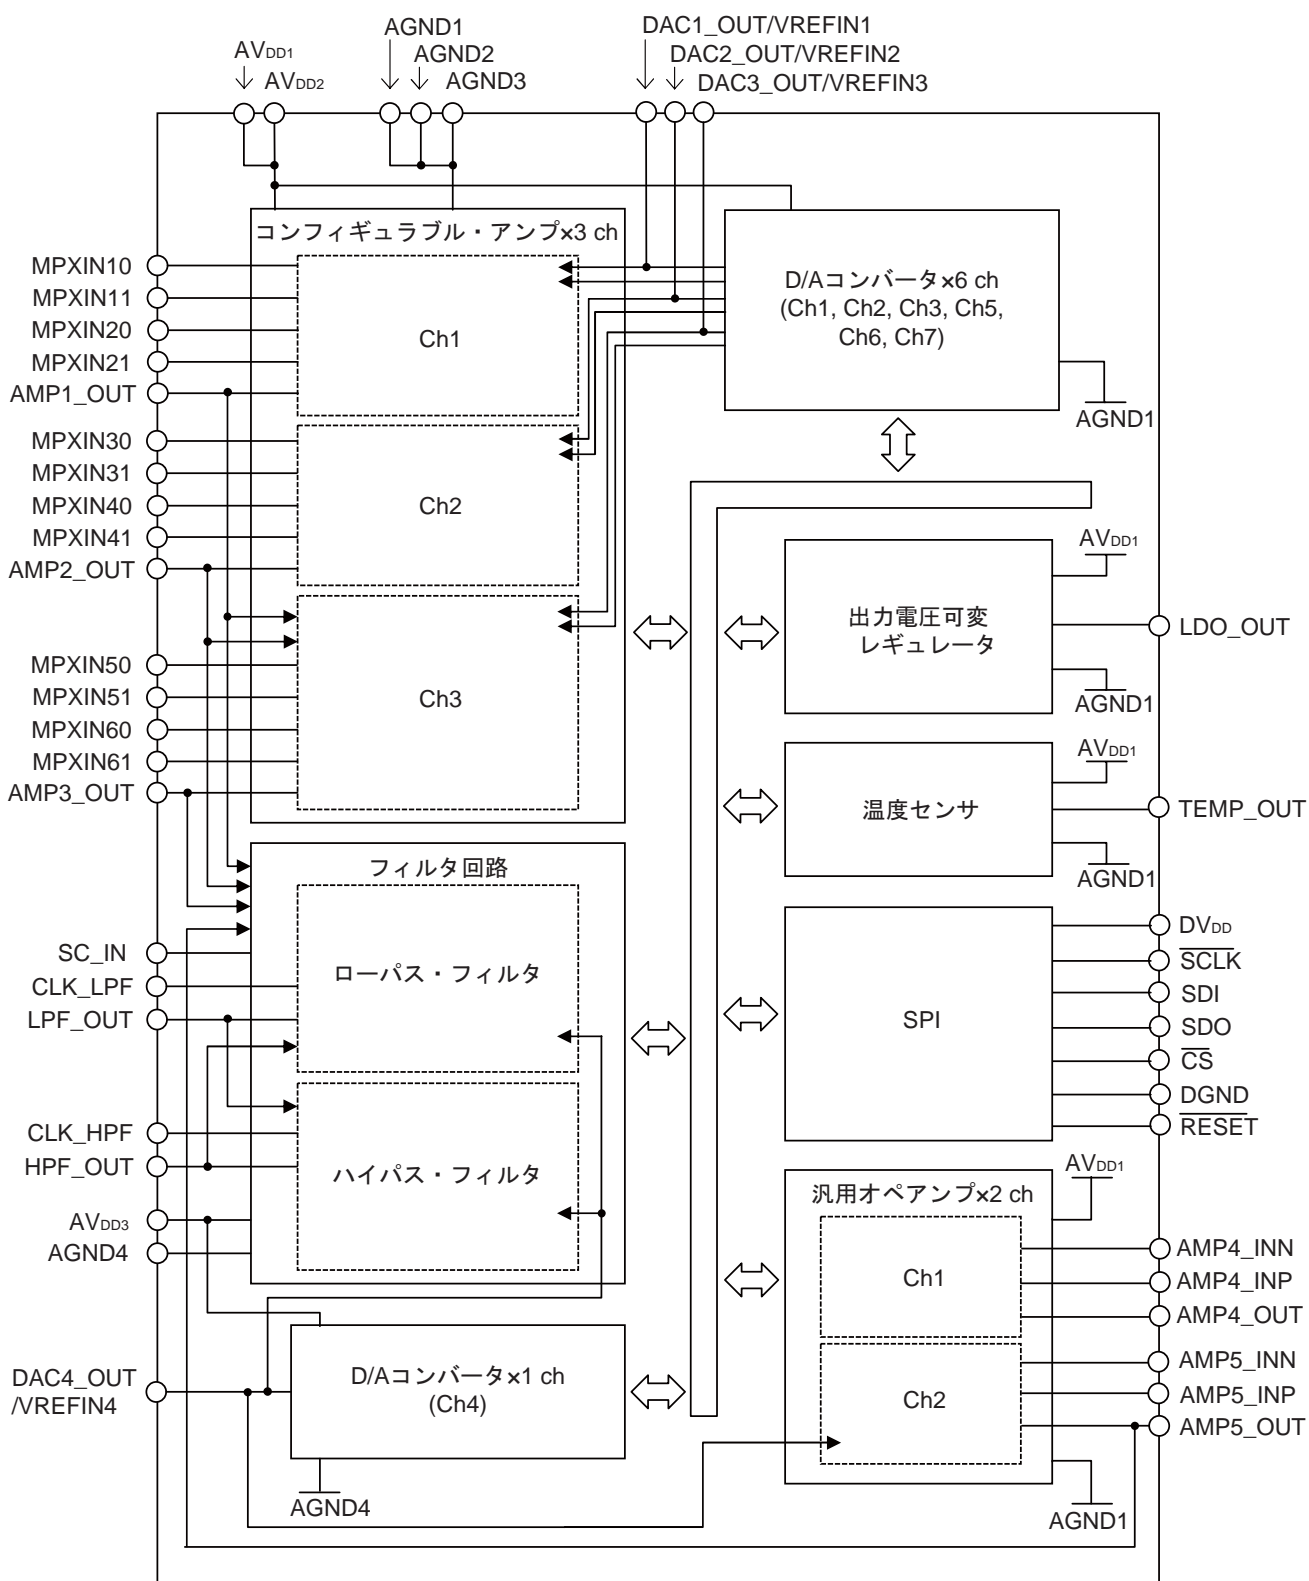 AGND1
DAC1_OUT/VREFIN1
AVDD1
AGND2
DAC2_OUT/VREFIN2
AVDD2
AGND3
DAC3_OUT/VREFIN3
コンフィギュラブル・アンプ×3 ch
MPXIN10
MPXIN11
MPXIN20
MPXIN21
AMP1_OUT
Ch1
D/Aコンバータ×6 ch
(Ch1, Ch2, Ch3, Ch5,
Ch6, Ch7)
AGND1
MPXIN30
MPXIN31
MPXIN40
MPXIN41
AMP2_OUT
Ch2
MPXIN50
MPXIN51
MPXIN60
MPXIN61
AMP3_OUT
Ch3
AVDD1
出力電圧可変
レギュレータ
LDO_OUT
AGND1
AVDD1
温度センサ
TEMP_OUT
AGND1
フィルタ回路
SC_IN
CLK_LPF
LPF_OUT
ローパス・フィルタ
SPI
DVDD
S̅C̅L̅K̅
SDI
SDO
C̅S̅
DGND
R̅E̅S̅E̅T̅
CLK_HPF
HPF_OUT
ハイパス・フィルタ
AVDD3
AGND4
AVDD1
汎用オペアンプ×2 ch
Ch1
AMP4_INN
AMP4_INP
AMP4_OUT
Ch2
AMP5_INN
AMP5_INP
AMP5_OUT
AGND1
DAC4_OUT
/VREFIN4
D/Aコンバータ×1 ch
(Ch4)
AGND4